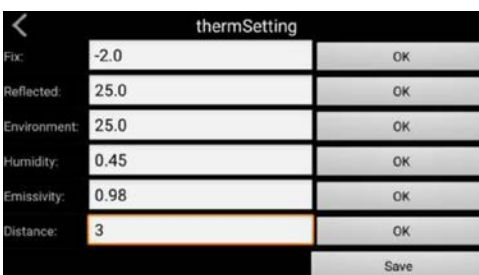 thermSetting
Fix: -2.0 OK
Reflected: 25.0 OK
Environment: 25.0 OK
Humidity: 0.45 OK
Emissivity: 0.98 OK
Distance: 3 OK
Save